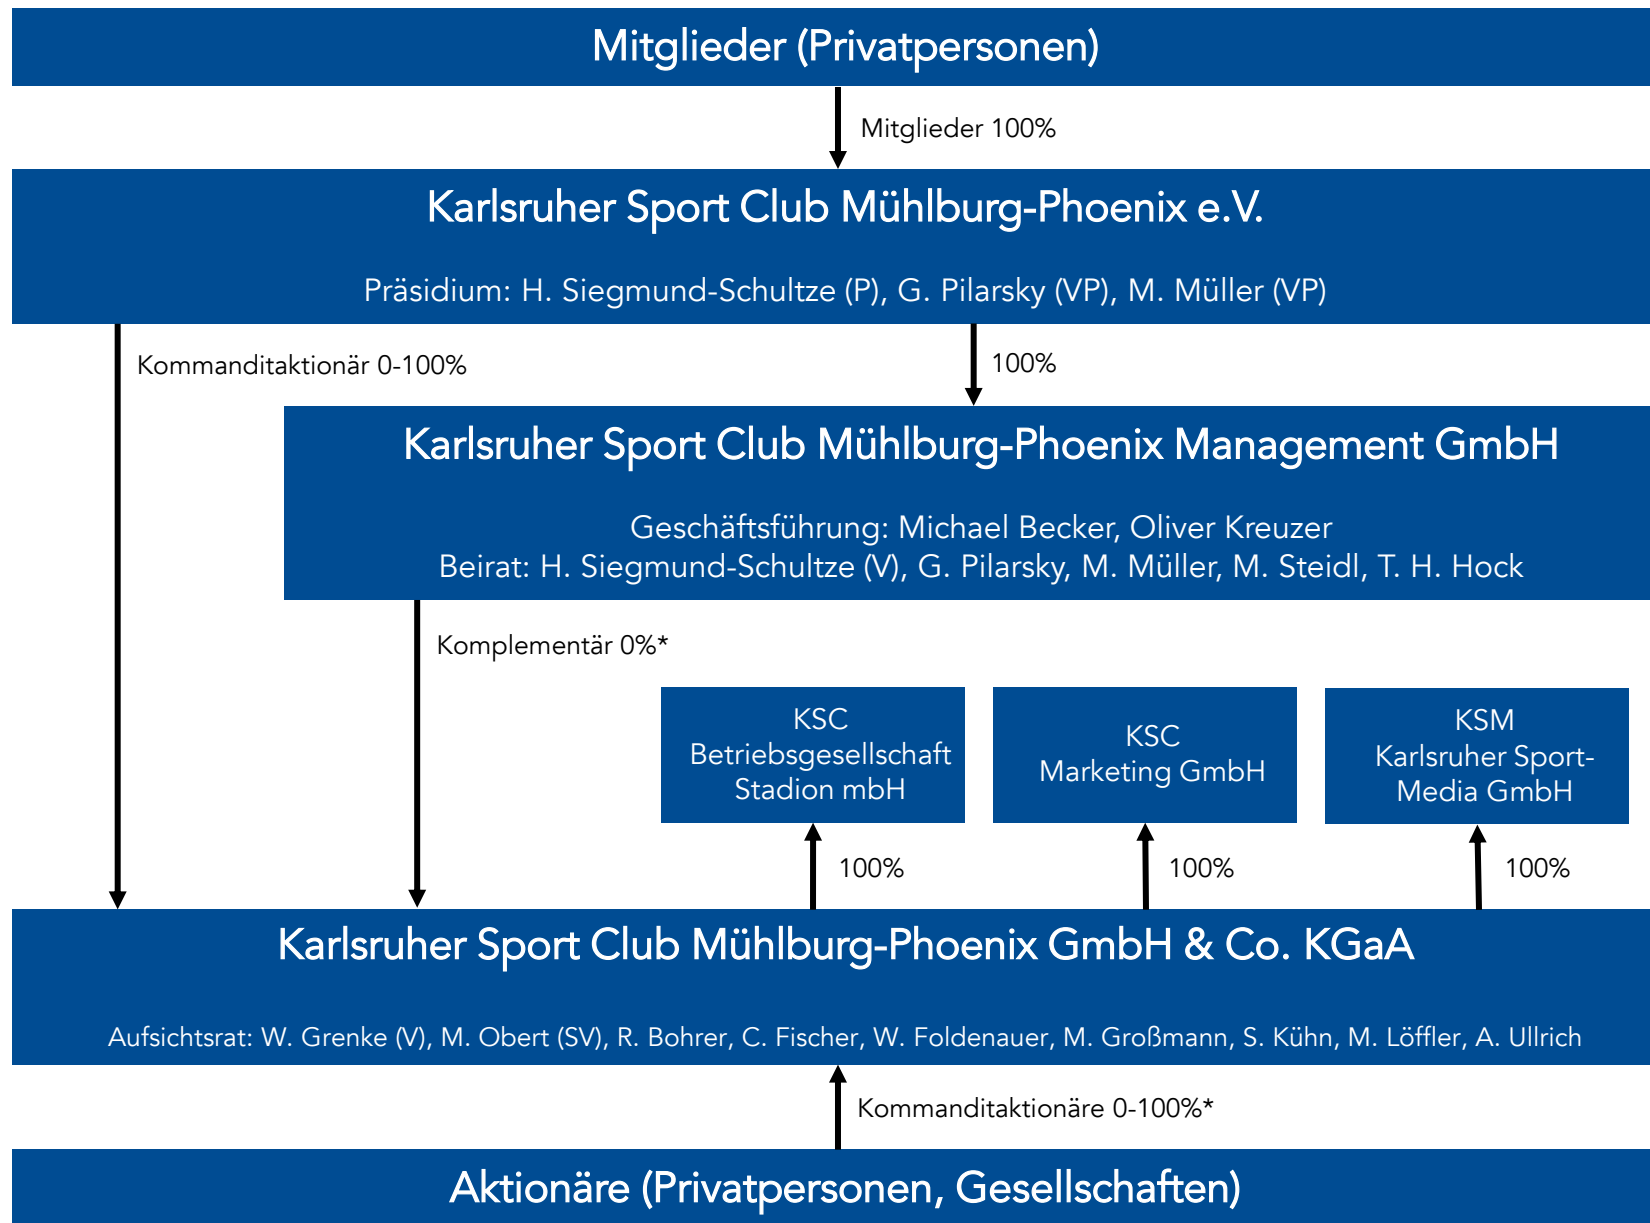 Mitglieder (Privatpersonen)
Mitglieder 100%
Karlsruher Sport Club Mühlburg-Phoenix e.V.
Präsidium: H. Siegmund-Schultze (P), G. Pilarsky (VP), M. Müller (VP)
Kommanditaktionär 0-100%
100%
Karlsruher Sport Club Mühlburg-Phoenix Management GmbH
Geschäftsführung: Michael Becker, Oliver Kreuzer
Beirat: H. Siegmund-Schultze (V), G. Pilarsky, M. Müller, M. Steidl, T. H. Hock
Komplementär 0%*
KSC
Betriebsgesellschaft
Stadion mbH
KSC
Marketing GmbH
KSM
Karlsruher Sport-
Media GmbH
100%
100%
100%
Karlsruher Sport Club Mühlburg-Phoenix GmbH & Co. KGaA
Aufsichtsrat: W. Grenke (V), M. Obert (SV), R. Bohrer, C. Fischer, W. Foldenauer, M. Großmann, S. Kühn, M. Löffler, A. Ullrich
Kommanditaktionäre 0-100%*
Aktionäre (Privatpersonen, Gesellschaften)